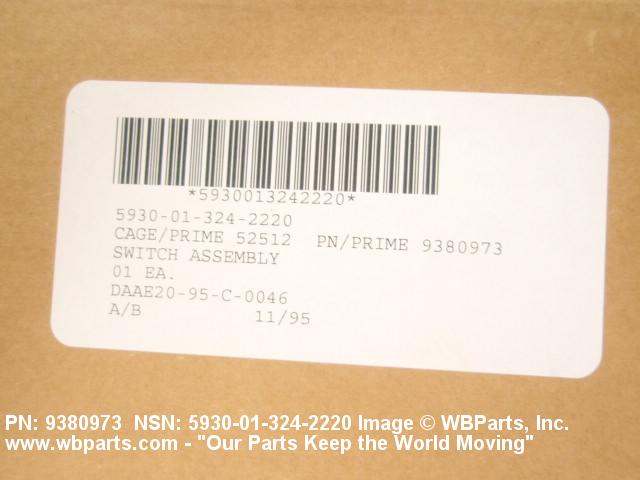 *5930013242220*
5930-01-324-2220
CAGE/PRIME 52512 PN/PRIME 9380973
SWITCH ASSEMBLY
01 EA.
DAAE20-95-C-0046
A/B 11/95
PN: 9380973 NSN: 5930-01-324-2220 Image © WBParts, Inc.
www.wbparts.com - "Our Parts Keep the World Moving"